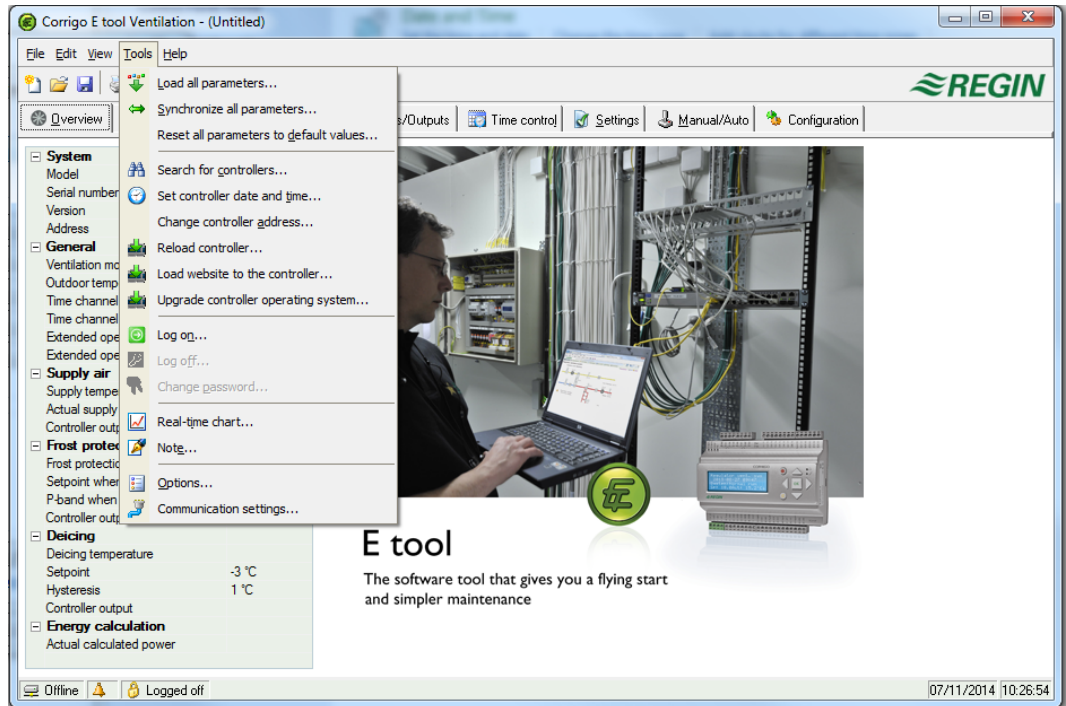 Corrigo E tool Ventilation - (Untitled)
File Edit View Tools Help
REGIN
Overview s/Outputs Time control Settings Manual/Auto Configuration
Load all parameters...
Synchronize all parameters...
Reset all parameters to default values...
Search for controllers...
Set controller date and time...
Change controller address...
Reload controller...
Load website to the controller...
Upgrade controller operating system...
Log on...
Log off...
Change password...
Real-time chart...
Note...
Options...
Communication settings...
System
Model
Serial number
Version
Address
General
Ventilation mo
Outdoor temp
Time channel
Time channel
Extended ope
Extended ope
Supply air
Supply tempe
Actual supply
Controller outp
Frost protec
Frost protectio
Setpoint when
P-band when
Controller outp
Deicing
Deicing temperature
Setpoint -3 °C
Hysteresis 1 °C
Controller output
Energy calculation
Actual calculated power
E tool
The software tool that gives you a flying start
and simpler maintenance
Offline Logged off 07/11/2014 10:26:54